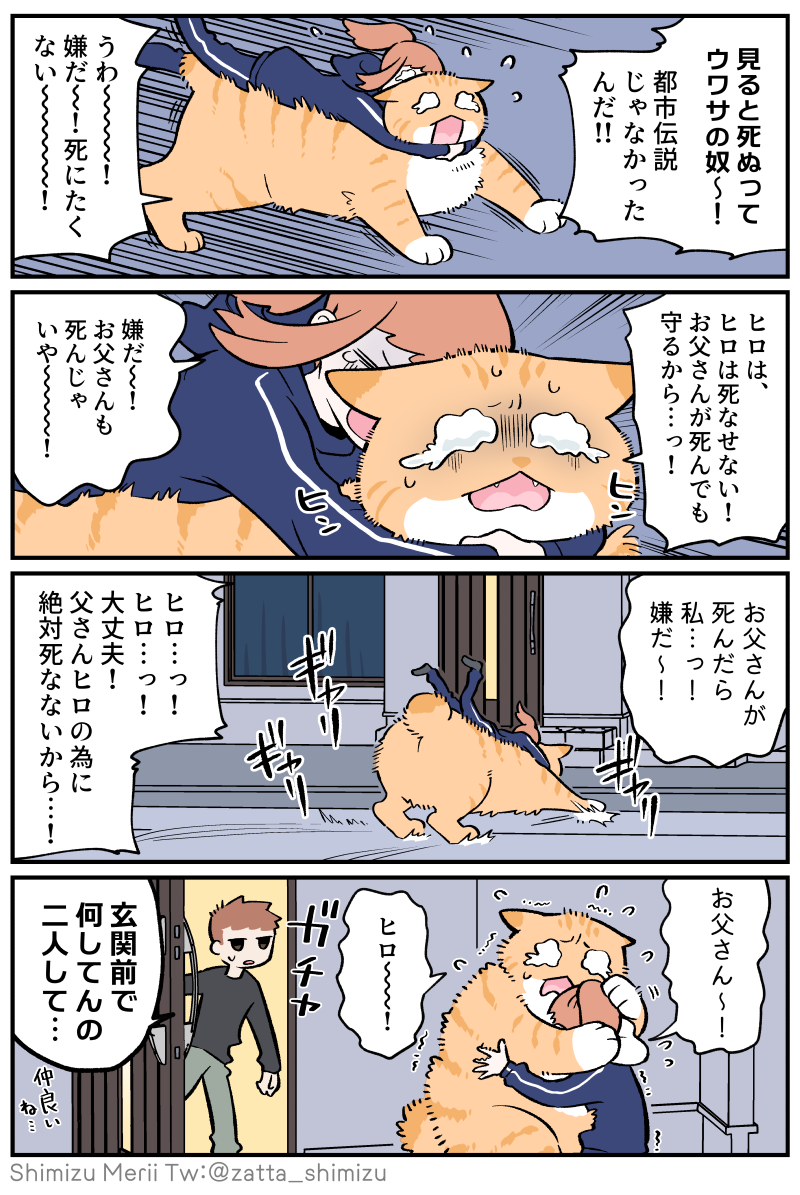 見ると死ぬって
ウワサの奴〜！
都市伝説
じゃなかった
んだ!!
うわ〜〜〜〜！
嫌だ〜！死にたく
ない〜〜〜〜〜！
ヒロは、
ヒロは死なせない！
お父さんが死んでも
守るから…っ！
嫌だ〜！
お父さんも
死んじゃ
いや〜〜〜〜！
ヒン
ヒン
お父さんが
死んだら
私…っ！
嫌だ〜！
ギャリ
ギャリ
ギャリ
ヒロ…っ！
ヒロ…っ！
大丈夫！
父さんヒロの為に
絶対死なないから…！
お父さん〜！
ヒロ〜〜〜！
ガチャ
玄関前で
何してんの
二人して…
仲良い
ね…
Shimizu Merii Tw:@zatta_shimizu